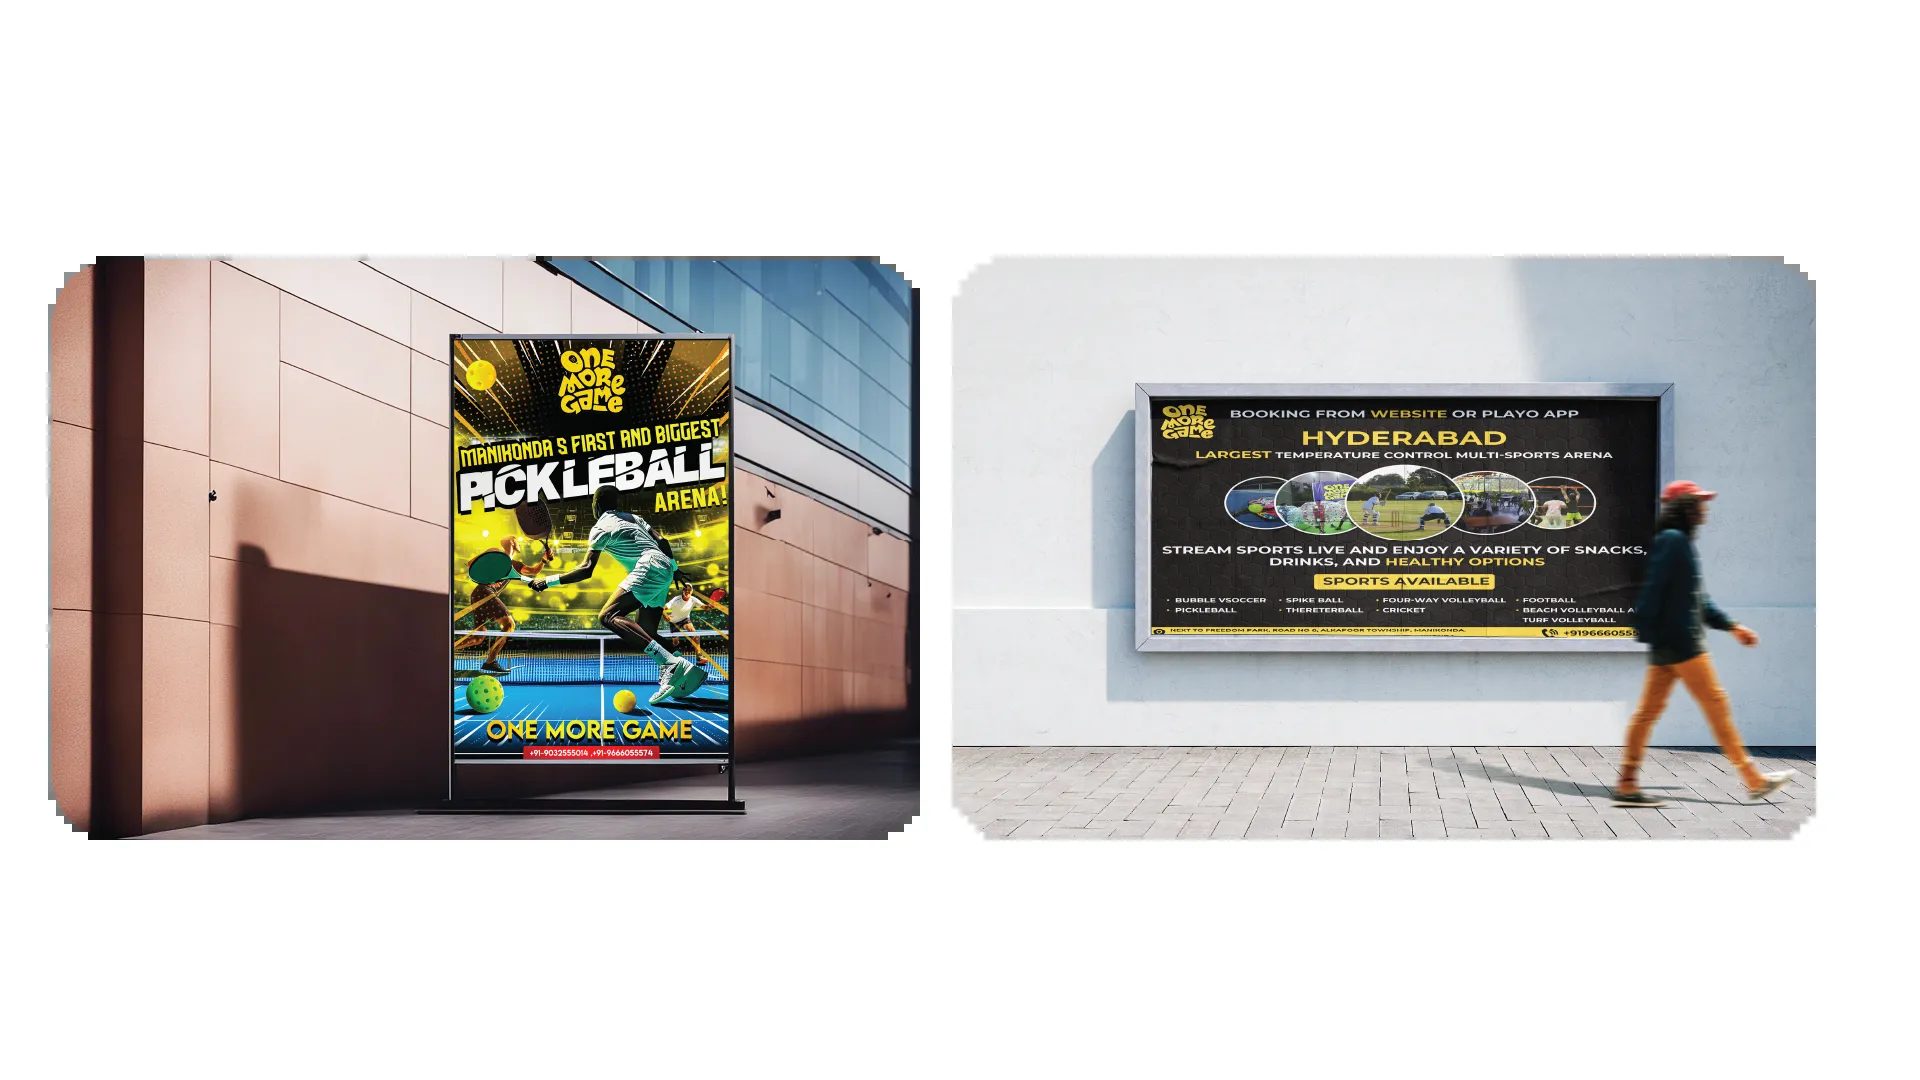 ONE
MORE
GAME
MANIKONDA S FIRST AND BIGGEST
PICKLEBALL
ARENA!
ONE MORE GAME
+91-9032555014 ,+91-9666055574
ONE
MORE
GAME
BOOKING FROM WEBSITE OR PLAYO APP
HYDERABAD
LARGEST TEMPERATURE CONTROL MULTI-SPORTS ARENA
STREAM SPORTS LIVE AND ENJOY A VARIETY OF SNACKS,
DRINKS, AND HEALTHY OPTIONS
SPORTS AVAILABLE
• BUBBLE VSOCCER • SPIKE BALL • FOUR-WAY VOLLEYBALL • FOOTBALL
• PICKLEBALL • THERETERBALL • CRICKET • BEACH VOLLEYBALL
TURF VOLLEYBALL
NEXT TO FREEDOM PARK, ROAD NO 6, ALKAPOOR TOWNSHIP, MANIKONDA. +919666055